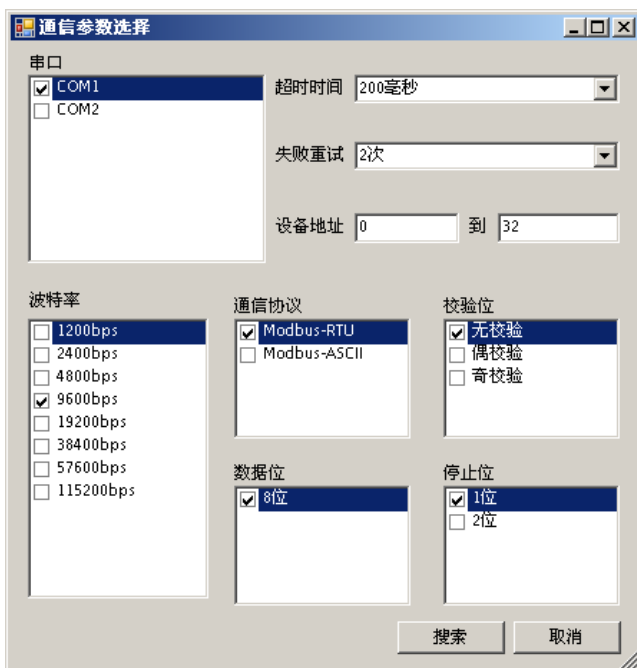 通信参数选择
串口
COM1
COM2
超时时间 200毫秒
失败重试 2次
设备地址 0 到 32
波特率
1200bps
2400bps
4800bps
9600bps
19200bps
38400bps
57600bps
115200bps
通信协议
Modbus-RTU
Modbus-ASCII
校验位
无校验
偶校验
奇校验
数据位
8位
停止位
1位
2位
搜索 取消